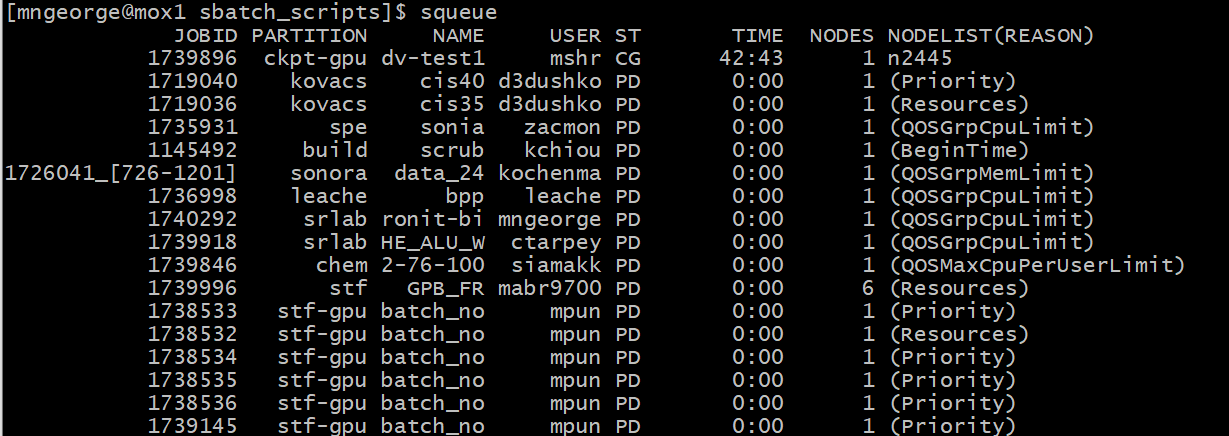 [mngeorge@mox1 sbatch_scripts]$ squeue
JOBID PARTITION NAME USER ST TIME NODES NODELIST(REASON)
1739896 ckpt-gpu dv-test1 mshr CG 42:43 1 n2445
1719040 kovacs cis40 d3dushko PD 0:00 1 (Priority)
1719036 kovacs cis35 d3dushko PD 0:00 1 (Resources)
1735931 spe sonia zacmon PD 0:00 1 (QOSGrpCpuLimit)
1145492 build scrub kchiou PD 0:00 1 (BeginTime)
1726041_[726-1201] sonora data_24 kochenma PD 0:00 1 (QOSGrpMemLimit)
1736998 leache bpp leache PD 0:00 1 (QOSGrpCpuLimit)
1740292 srlab ronit-bi mngeorge PD 0:00 1 (QOSGrpCpuLimit)
1739918 srlab HE_ALU_W ctarpey PD 0:00 1 (QOSGrpCpuLimit)
1739846 chem 2-76-100 siamakk PD 0:00 1 (QOSMaxCpuPerUserLimit)
1739996 stf GPB_FR mabr9700 PD 0:00 6 (Resources)
1738533 stf-gpu batch_no mpun PD 0:00 1 (Priority)
1738532 stf-gpu batch_no mpun PD 0:00 1 (Resources)
1738534 stf-gpu batch_no mpun PD 0:00 1 (Priority)
1738535 stf-gpu batch_no mpun PD 0:00 1 (Priority)
1738536 stf-gpu batch_no mpun PD 0:00 1 (Priority)
1739145 stf-gpu batch_no mpun PD 0:00 1 (Priority)